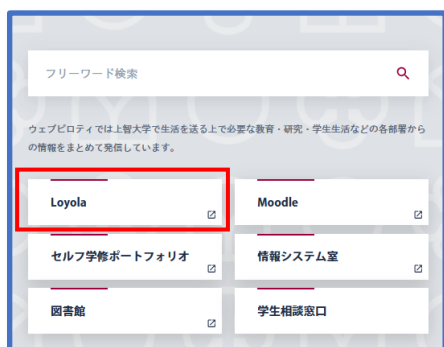 フリーワード検索
ウェブピロティでは上智大学で生活を送る上で必要な教育・研究・学生生活などの各部署から
の情報をまとめて発信しています。
Loyola
Moodle
セルフ学修ポートフォリオ
情報システム室
図書館
学生相談窓口